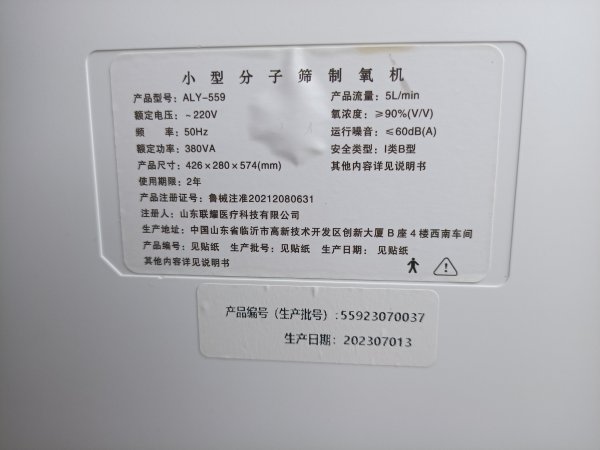 小型分子筛制氧机
产品型号: ALY-559 产品流量: 5L/min
额定电压: ~220V 氧浓度: ≥90%(V/V)
频率: 50Hz 运行噪音: ≤60dB(A)
额定功率: 380VA 安全类型: I类B型
产品尺寸: 426×280×574(mm) 其他内容详见说明书
使用期限: 2年
产品注册证号: 鲁械注准20212080631
注册人: 山东联耀医疗科技有限公司
生产地址: 中国山东省临沂市高新技术开发区创新大厦B座4楼西南车间
产品编号: 见贴纸 生产批号: 见贴纸 生产日期: 见贴纸
其他内容详见说明书
产品编号(生产批号):55923070037
生产日期: 202307013